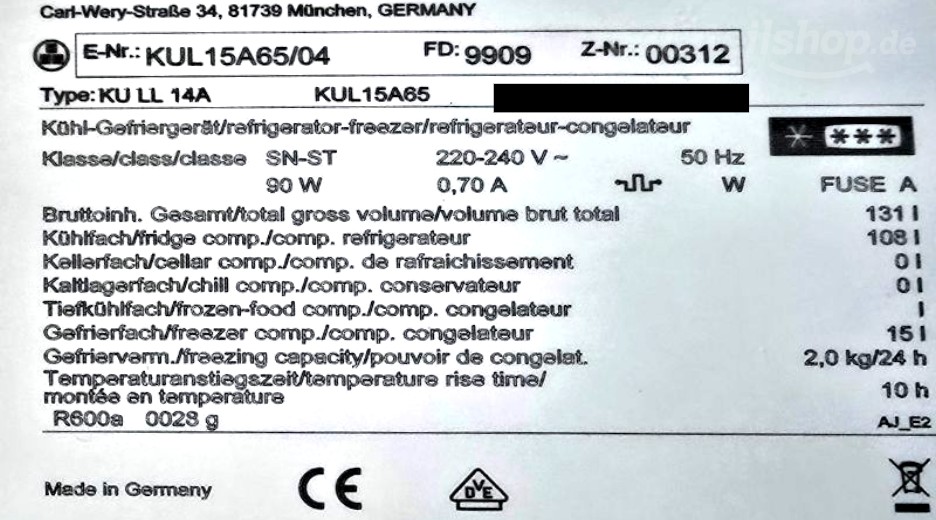 Carl-Wery-Straße 34, 81739 München, GERMANY
E-Nr.: KUL15A65/04 FD: 9909 Z-Nr.: 00312
Type: KU LL 14A KUL15A65
Kühl-Gefriergerät/refrigerator-freezer/refrigerateur-congelateur
Klasse/class/classe SN-ST 220-240 V ~ 50 Hz
90 W 0,70 A W FUSE A
Bruttoinh. Gesamt/total gross volume/volume brut total 131 l
Kühlfach/fridge comp./comp. refrigerateur 108 l
Kellerfach/cellar comp./comp. de rafraichissement 0 l
Kaltlagerfach/chill comp./comp. conservateur 0 l
Tiefkühlfach/frozen-food comp./comp. congelateur l
Gefrierfach/freezer comp./comp. congelateur 15 l
Gefrierverm./freezing capacity/pouvoir de congelat. 2,0 kg/24 h
Temperaturanstiegszeit/temperature rise time/
montée en temperature 10 h
R600a 0028 g AJ_E2
Made in Germany CE DVE